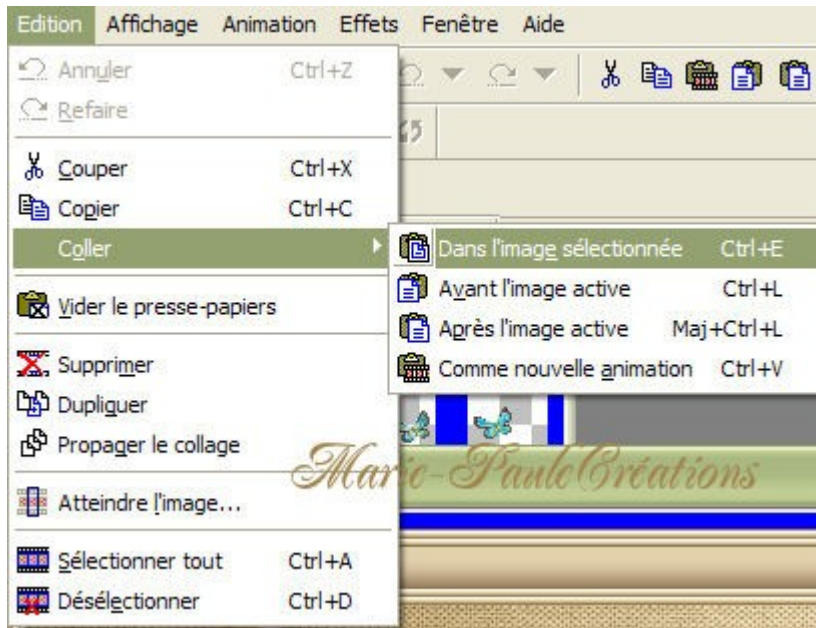 Edition Affichage Animation Effets Fenêtre Aide
Annuler Ctrl+Z
Refaire
Couper Ctrl+X
Copier Ctrl+C
Coller
Dans l'image sélectionnée Ctrl+E
Avant l'image active Ctrl+L
Après l'image active Maj+Ctrl+L
Comme nouvelle animation Ctrl+V
Vider le presse-papiers
Supprimer
Dupliquer
Propager le collage
Marie-PauleCréations
Atteindre l'image...
Sélectionner tout Ctrl+A
Désélectionner Ctrl+D